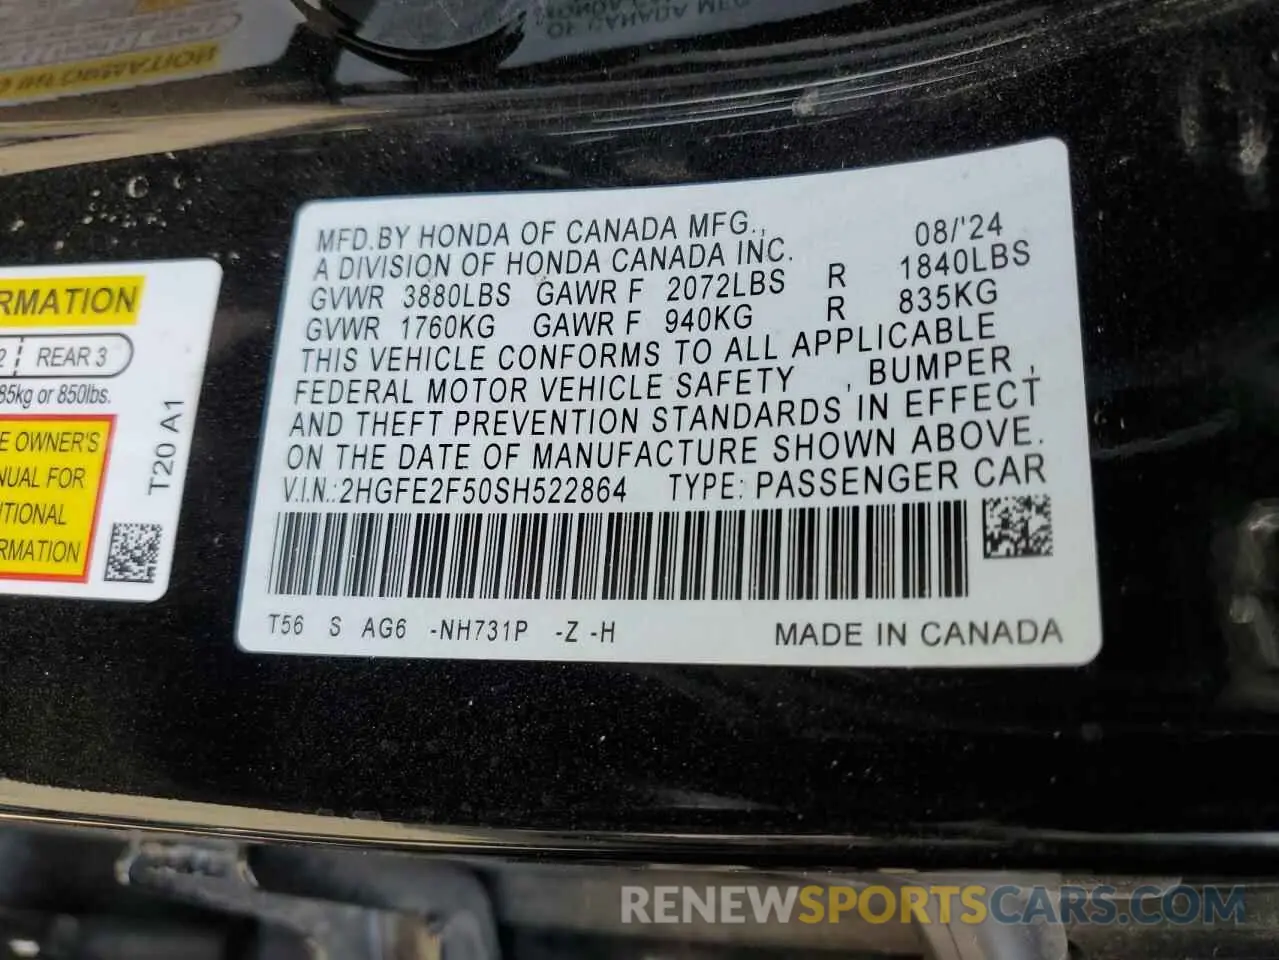 MFD.BY HONDA OF CANADA MFG.,
A DIVISION OF HONDA CANADA INC. 08/'24
GVWR 3880LBS GAWR F 2072LBS R 1840LBS
GVWR 1760KG GAWR F 940KG R 835KG
THIS VEHICLE CONFORMS TO ALL APPLICABLE
FEDERAL MOTOR VEHICLE SAFETY , BUMPER ,
AND THEFT PREVENTION STANDARDS IN EFFECT
ON THE DATE OF MANUFACTURE SHOWN ABOVE.
V.I.N.:2HGFE2F50SH522864 TYPE: PASSENGER CAR
T56 S AG6 -NH731P -Z -H MADE IN CANADA
RMATION
2 REAR 3
85kg or 850lbs.
E OWNER'S
NUAL FOR
ITIONAL
RMATION
T20 A1
RENEWSPORTSCARS.COM